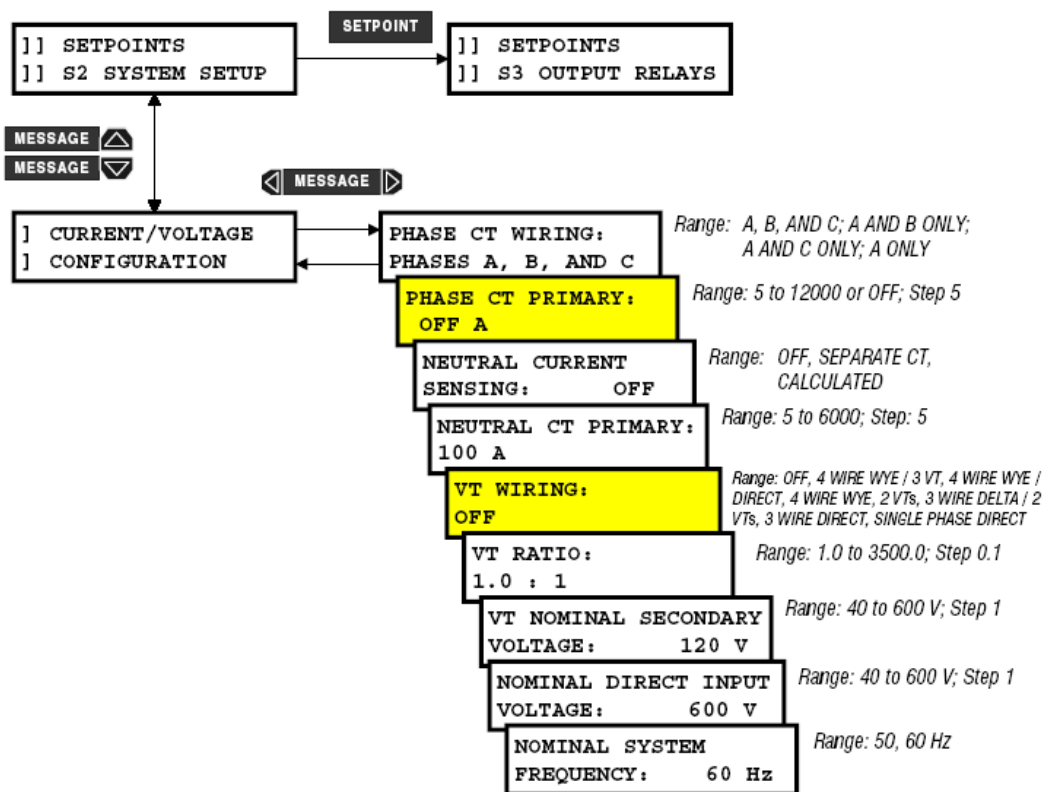 SETPOINT
]] SETPOINTS
]] S2 SYSTEM SETUP
]] SETPOINTS
]] S3 OUTPUT RELAYS
MESSAGE
MESSAGE
MESSAGE
] CURRENT/VOLTAGE
] CONFIGURATION
PHASE CT WIRING:
PHASES A, B, AND C
Range: A, B, AND C; A AND B ONLY;
A AND C ONLY; A ONLY
PHASE CT PRIMARY:
OFF A
Range: 5 to 12000 or OFF; Step 5
NEUTRAL CURRENT
SENSING: OFF
Range: OFF, SEPARATE CT,
CALCULATED
NEUTRAL CT PRIMARY:
100 A
Range: 5 to 6000; Step: 5
VT WIRING:
OFF
Range: OFF, 4 WIRE WYE / 3 VT, 4 WIRE WYE /
DIRECT, 4 WIRE WYE, 2 VTs, 3 WIRE DELTA / 2
VTs, 3 WIRE DIRECT, SINGLE PHASE DIRECT
VT RATIO:
1.0 : 1
Range: 1.0 to 3500.0; Step 0.1
VT NOMINAL SECONDARY
VOLTAGE: 120 V
Range: 40 to 600 V; Step 1
NOMINAL DIRECT INPUT
VOLTAGE: 600 V
Range: 40 to 600 V; Step 1
NOMINAL SYSTEM
FREQUENCY: 60 Hz
Range: 50, 60 Hz